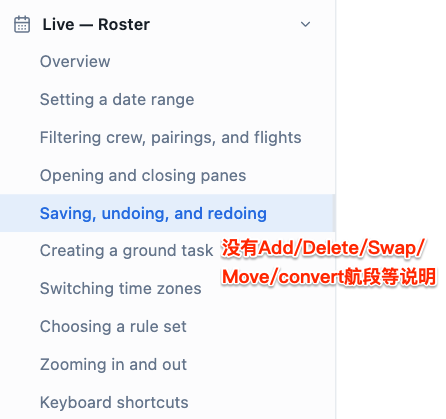 Live — Roster
Overview
Setting a date range
Filtering crew, pairings, and flights
Opening and closing panes
Saving, undoing, and redoing
Creating a ground task
没有Add/Delete/Swap/
Move/convert航段等说明
Switching time zones
Choosing a rule set
Zooming in and out
Keyboard shortcuts